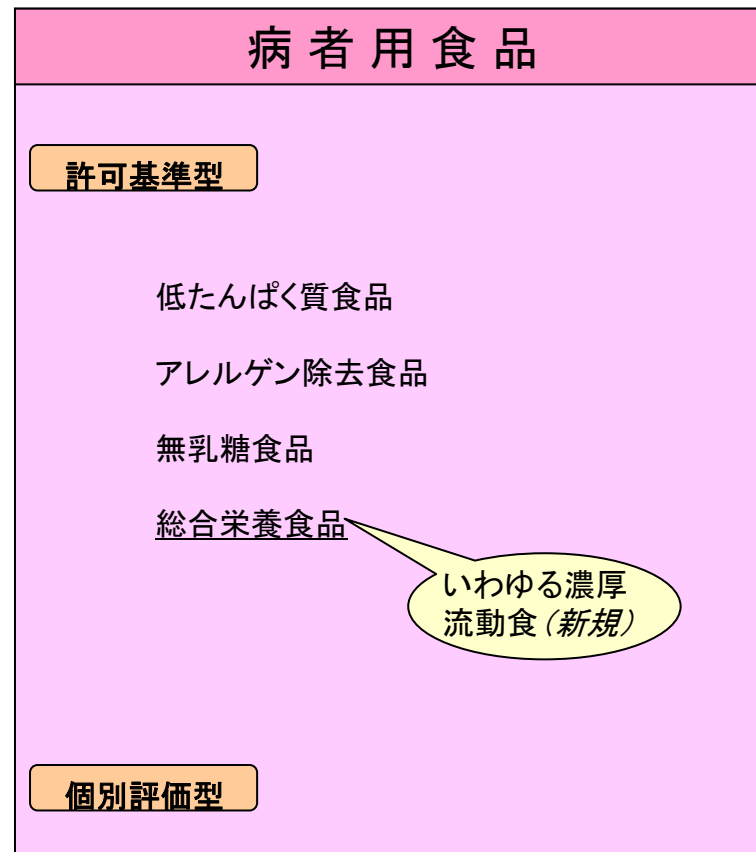 病者用食品
許可基準型
低たんぱく質食品
アレルゲン除去食品
無乳糖食品
総合栄養食品
いわゆる濃厚
流動食(新規)
個別評価型